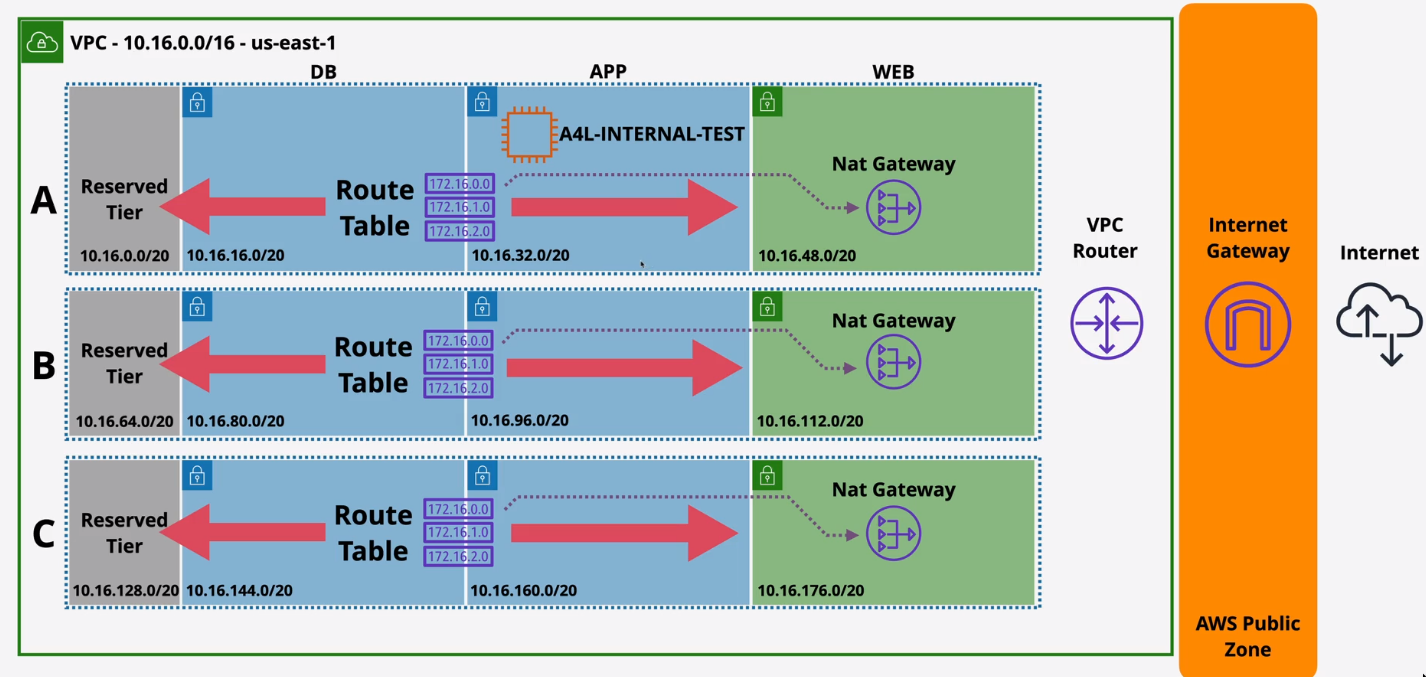 VPC - 10.16.0.0/16 - us-east-1
DB
APP
WEB
A
Reserved
Tier
10.16.0.0/20
Route
Table
172.16.0.0
172.16.1.0
172.16.2.0
10.16.16.0/20
A4L-INTERNAL-TEST
10.16.32.0/20
Nat Gateway
10.16.48.0/20
B
Reserved
Tier
10.16.64.0/20
Route
Table
172.16.0.0
172.16.1.0
172.16.2.0
10.16.80.0/20
10.16.96.0/20
Nat Gateway
10.16.112.0/20
C
Reserved
Tier
10.16.128.0/20
Route
Table
172.16.0.0
172.16.1.0
172.16.2.0
10.16.144.0/20
10.16.160.0/20
Nat Gateway
10.16.176.0/20
VPC
Router
Internet
Gateway
AWS Public
Zone
Internet